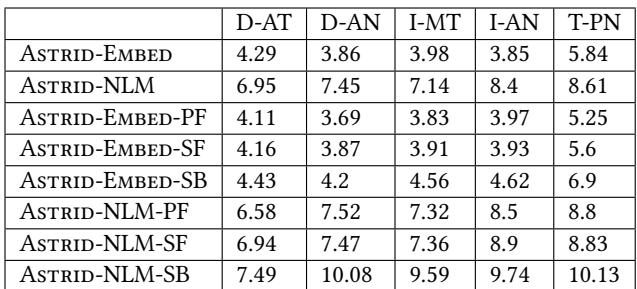 D-AT D-AN I-MT I-AN T-PN
ASTRID-EMBED 4.29 3.86 3.98 3.85 5.84
ASTRID-NLM 6.95 7.45 7.14 8.4 8.61
ASTRID-EMBED-PF 4.11 3.69 3.83 3.97 5.25
ASTRID-EMBED-SF 4.16 3.87 3.91 3.93 5.6
ASTRID-EMBED-SB 4.43 4.2 4.56 4.62 6.9
ASTRID-NLM-PF 6.58 7.52 7.32 8.5 8.8
ASTRID-NLM-SF 6.94 7.47 7.36 8.9 8.83
ASTRID-NLM-SB 7.49 10.08 9.59 9.74 10.13